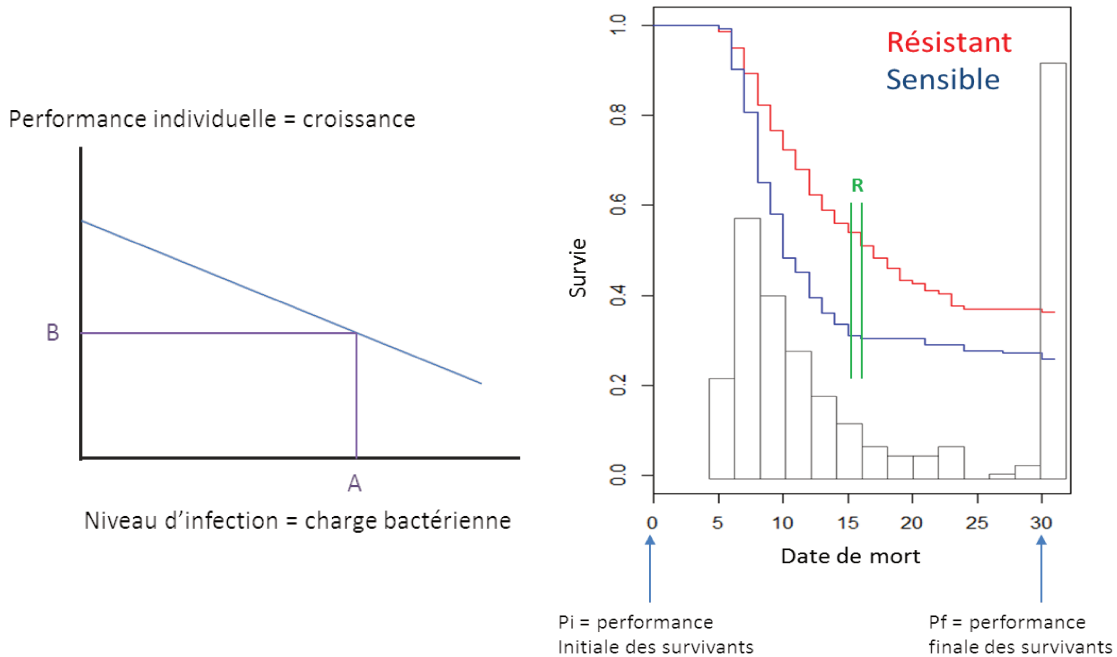 Performance individuelle = croissance
B
A
Niveau d'infection = charge bactérienne
Résistant
Sensible
R
Survie
1.0
0.8
0.6
0.4
0.2
0.0
0 5 10 15 20 25 30
Date de mort
Pi = performance
Initiale des survivants
Pf = performance
finale des survivants